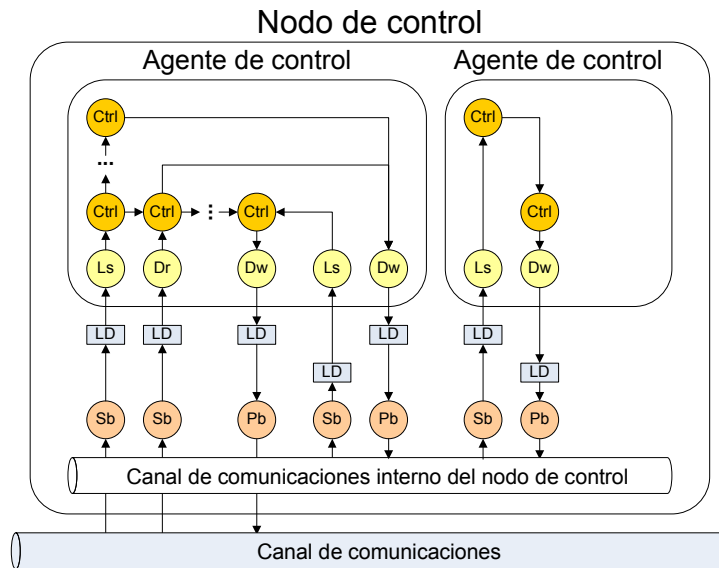 Nodo de control
Agente de control
Agente de control
Ctrl
Ctrl
...
...
Ctrl
Ctrl
Ctrl
Ctrl
Ls
Dr
Dw
Ls
Dw
Ls
Dw
LD
LD
LD
LD
LD
LD
LD
Sb
Sb
Pb
Sb
Pb
Sb
Pb
Canal de comunicaciones interno del nodo de control
Canal de comunicaciones